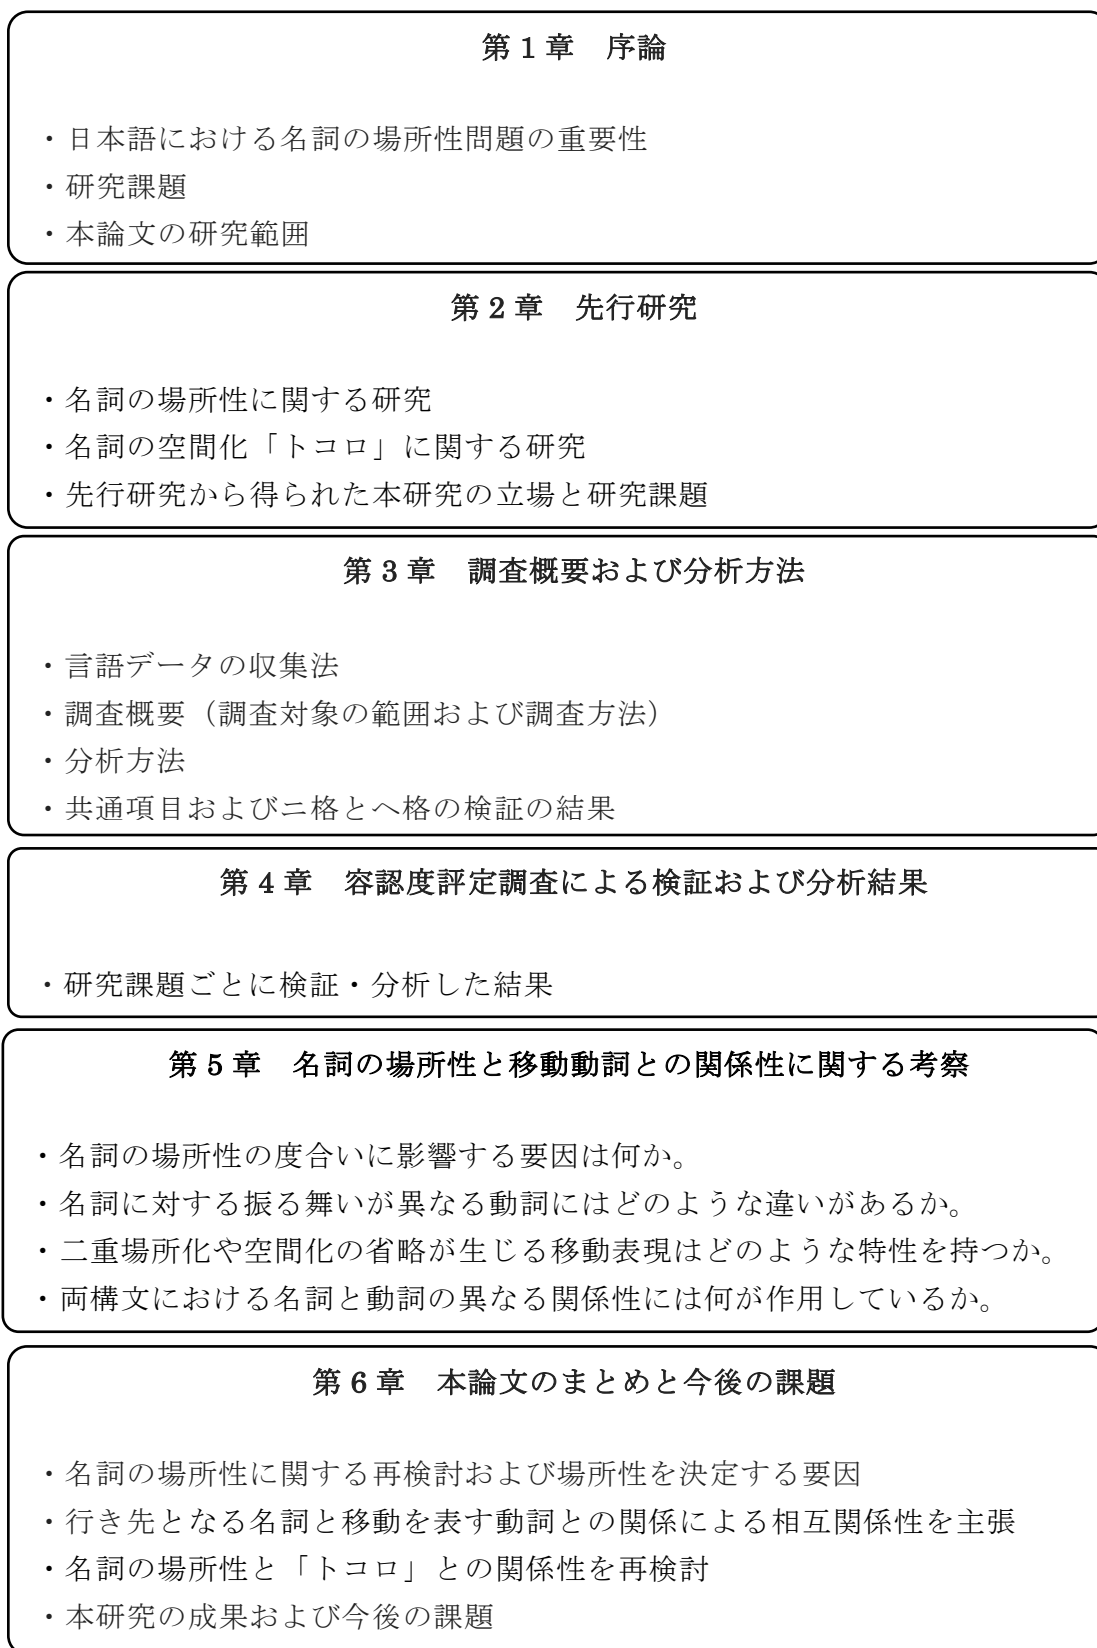 第 1 章　序論
・日本語における名詞の場所性問題の重要性
・研究課題
・本論文の研究範囲
第 2 章　先行研究
・名詞の場所性に関する研究
・名詞の空間化「トコロ」に関する研究
・先行研究から得られた本研究の立場と研究課題
第 3 章　調査概要および分析方法
・言語データの収集法
・調査概要（調査対象の範囲および調査方法）
・分析方法
・共通項目およびニ格とヘ格の検証の結果
第 4 章　容認度評定調査による検証および分析結果
・研究課題ごとに検証・分析した結果
第 5 章　名詞の場所性と移動動詞との関係性に関する考察
・名詞の場所性の度合いに影響する要因は何か。
・名詞に対する振る舞いが異なる動詞にはどのような違いがあるか。
・二重場所化や空間化の省略が生じる移動表現はどのような特性を持つか。
・両構文における名詞と動詞の異なる関係性には何が作用しているか。
第 6 章　本論文のまとめと今後の課題
・名詞の場所性に関する再検討および場所性を決定する要因
・行き先となる名詞と移動を表す動詞との関係による相互関係性を主張
・名詞の場所性と「トコロ」との関係性を再検討
・本研究の成果および今後の課題